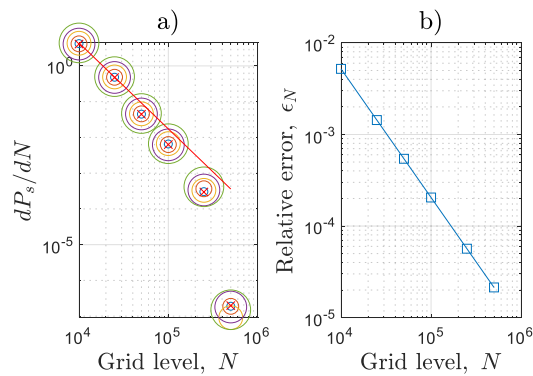 a)
10^0
10^-5
dP_s/dN
10^4 10^5 10^6
Grid level, N
b)
10^-2
10^-3
10^-4
10^-5
Relative error, ϵ_N
10^4 10^5 10^6
Grid level, N